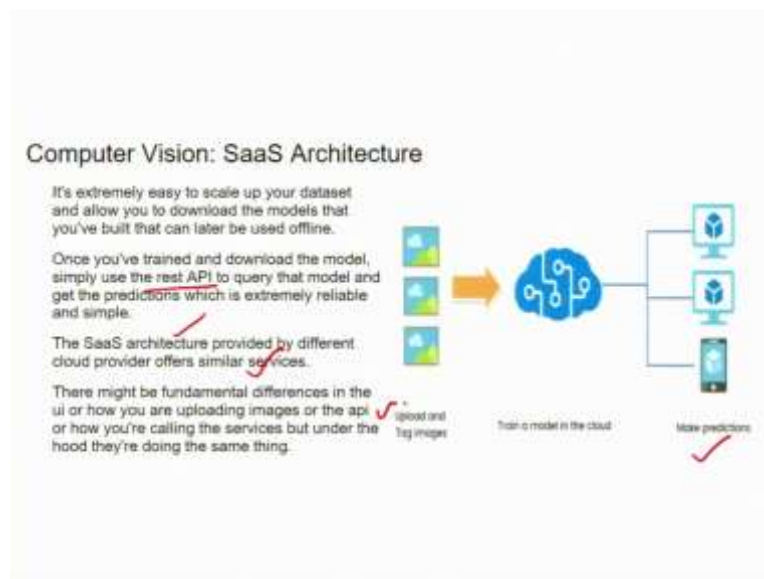 Computer Vision: SaaS Architecture
It's extremely easy to scale up your dataset
and allow you to download the models that
you've built that can later be used offline.
Once you've trained and download the model,
simply use the rest API to query that model and
get the predictions which is extremely reliable
and simple.
The SaaS architecture provided by different
cloud provider offers similar services.
There might be fundamental differences in the
ui or how you are uploading images or the api
or how you're calling the services but under the
hood they're doing the same thing.
Upload and
Tag images
Train a model in the cloud
Make predictions